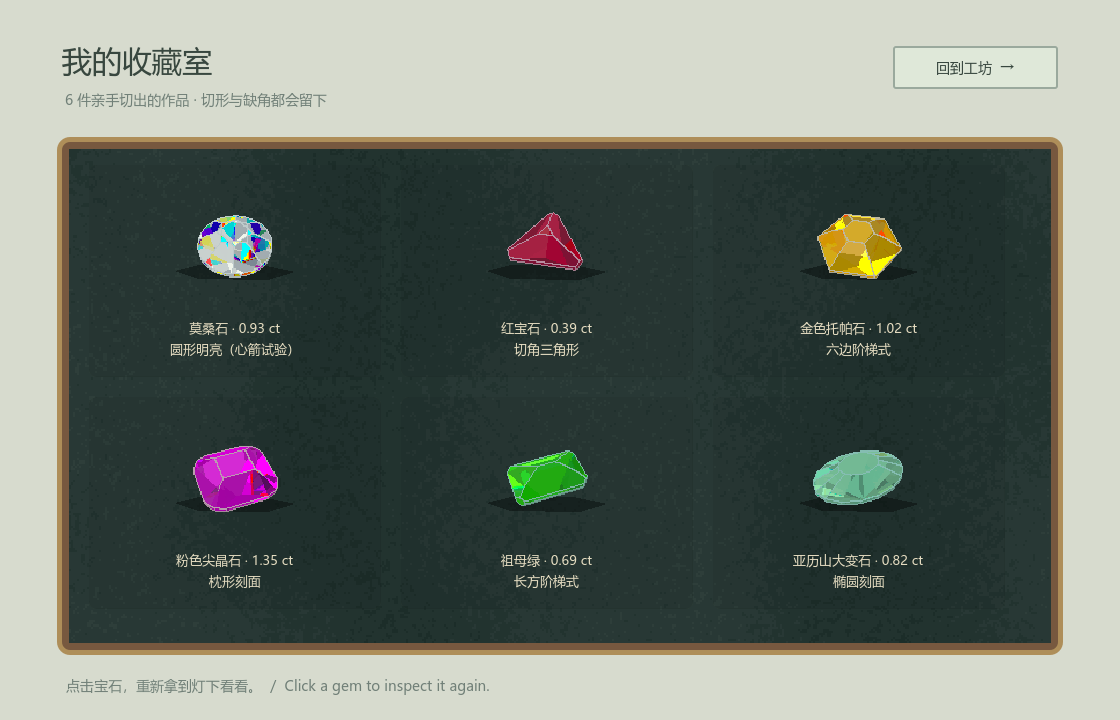 我的收藏室
回到工坊 →
6 件亲手切出的作品 · 切形与缺角都会留下
莫桑石 · 0.93 ct
圆形明亮（心箭试验）
红宝石 · 0.39 ct
切角三角形
金色托帕石 · 1.02 ct
六边阶梯式
粉色尖晶石 · 1.35 ct
枕形刻面
祖母绿 · 0.69 ct
长方阶梯式
亚历山大变石 · 0.82 ct
椭圆刻面
点击宝石，重新拿到灯下看看。 / Click a gem to inspect it again.